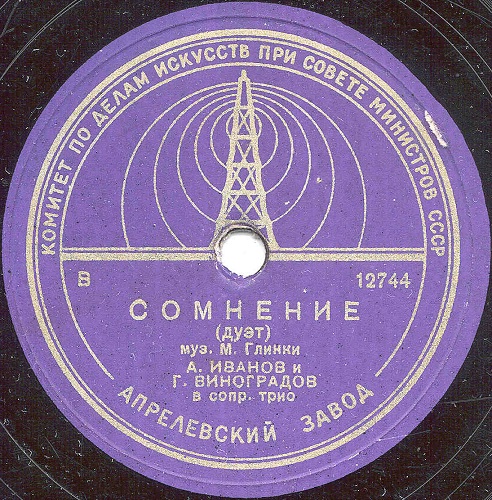 КОМИТЕТ ПО ДЕЛАМ ИСКУССТВ ПРИ СОВЕТЕ МИНИСТРОВ СССР
В 12744
СОМНЕНИЕ
(ДУЭТ)
муз. М. Глинки
А. ИВАНОВ и
Г. ВИНОГРАДОВ
в сопр. трио
АПРЕЛЕВСКИЙ ЗАВОД